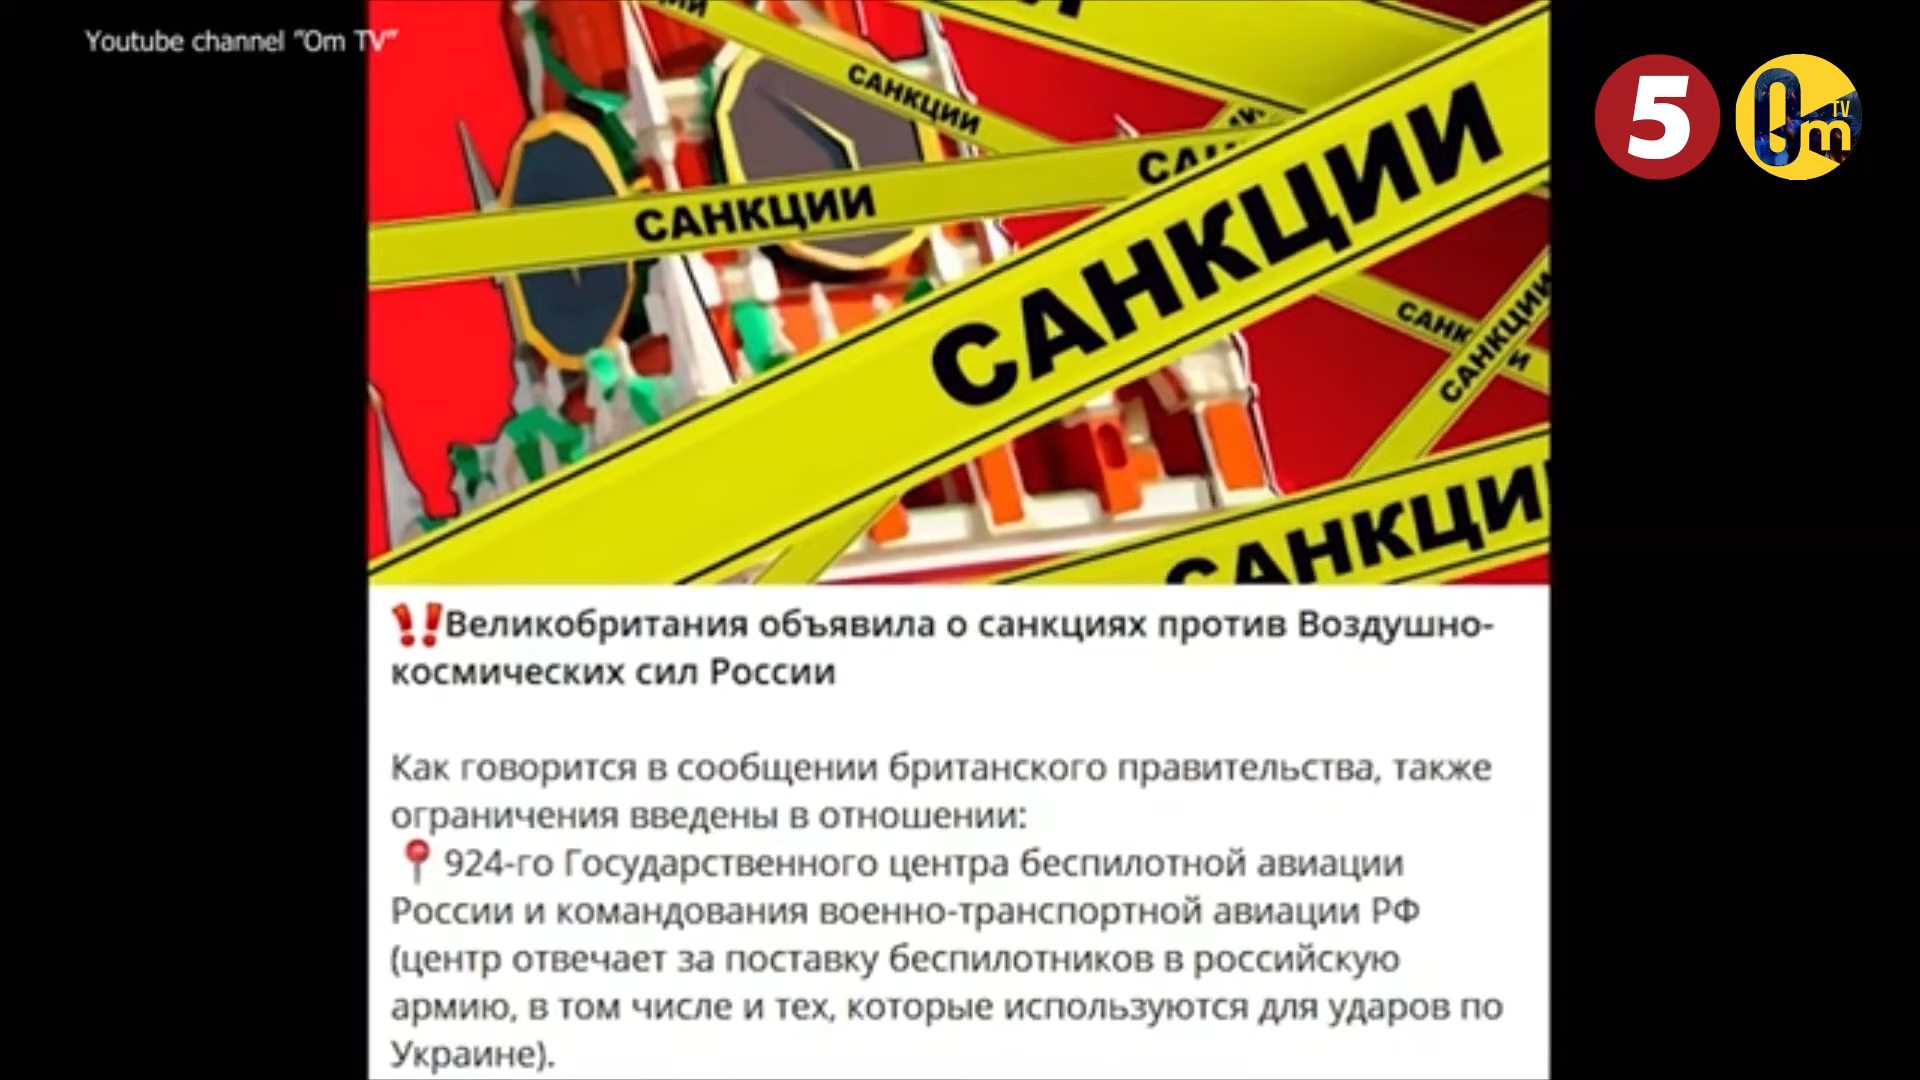 Youtube channel "Om TV"
5
Om TV
САНКЦИИ
САНКЦИИ
САНКЦИИ
САНКЦИИ
САНКЦИИ
‼️Великобритания объявила о санкциях против Воздушно-
космических сил России
Как говорится в сообщении британского правительства, также
ограничения введены в отношении:
📍924-го Государственного центра беспилотной авиации
России и командования военно-транспортной авиации РФ
(центр отвечает за поставку беспилотников в российскую
армию, в том числе и тех, которые используются для ударов по
Украине).